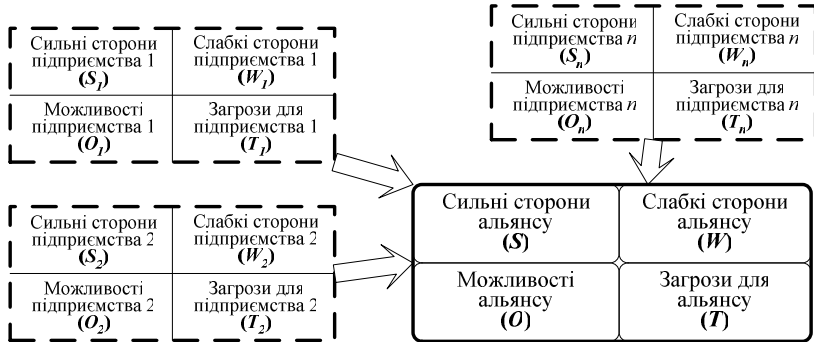 Сильні сторони
підприємства 1
(S1)
Слабкі сторони
підприємства 1
(W1)
Можливості
підприємства 1
(O1)
Загрози для
підприємства 1
(T1)
Сильні сторони
підприємства n
(Sn)
Слабкі сторони
підприємства n
(Wn)
Можливості
підприємства n
(On)
Загрози для
підприємства n
(Tn)
Сильні сторони
підприємства 2
(S2)
Слабкі сторони
підприємства 2
(W2)
Можливості
підприємства 2
(O2)
Загрози для
підприємства 2
(T2)
Сильні сторони
альянсу
(S)
Слабкі сторони
альянсу
(W)
Можливості
альянсу
(O)
Загрози для
альянсу
(T)